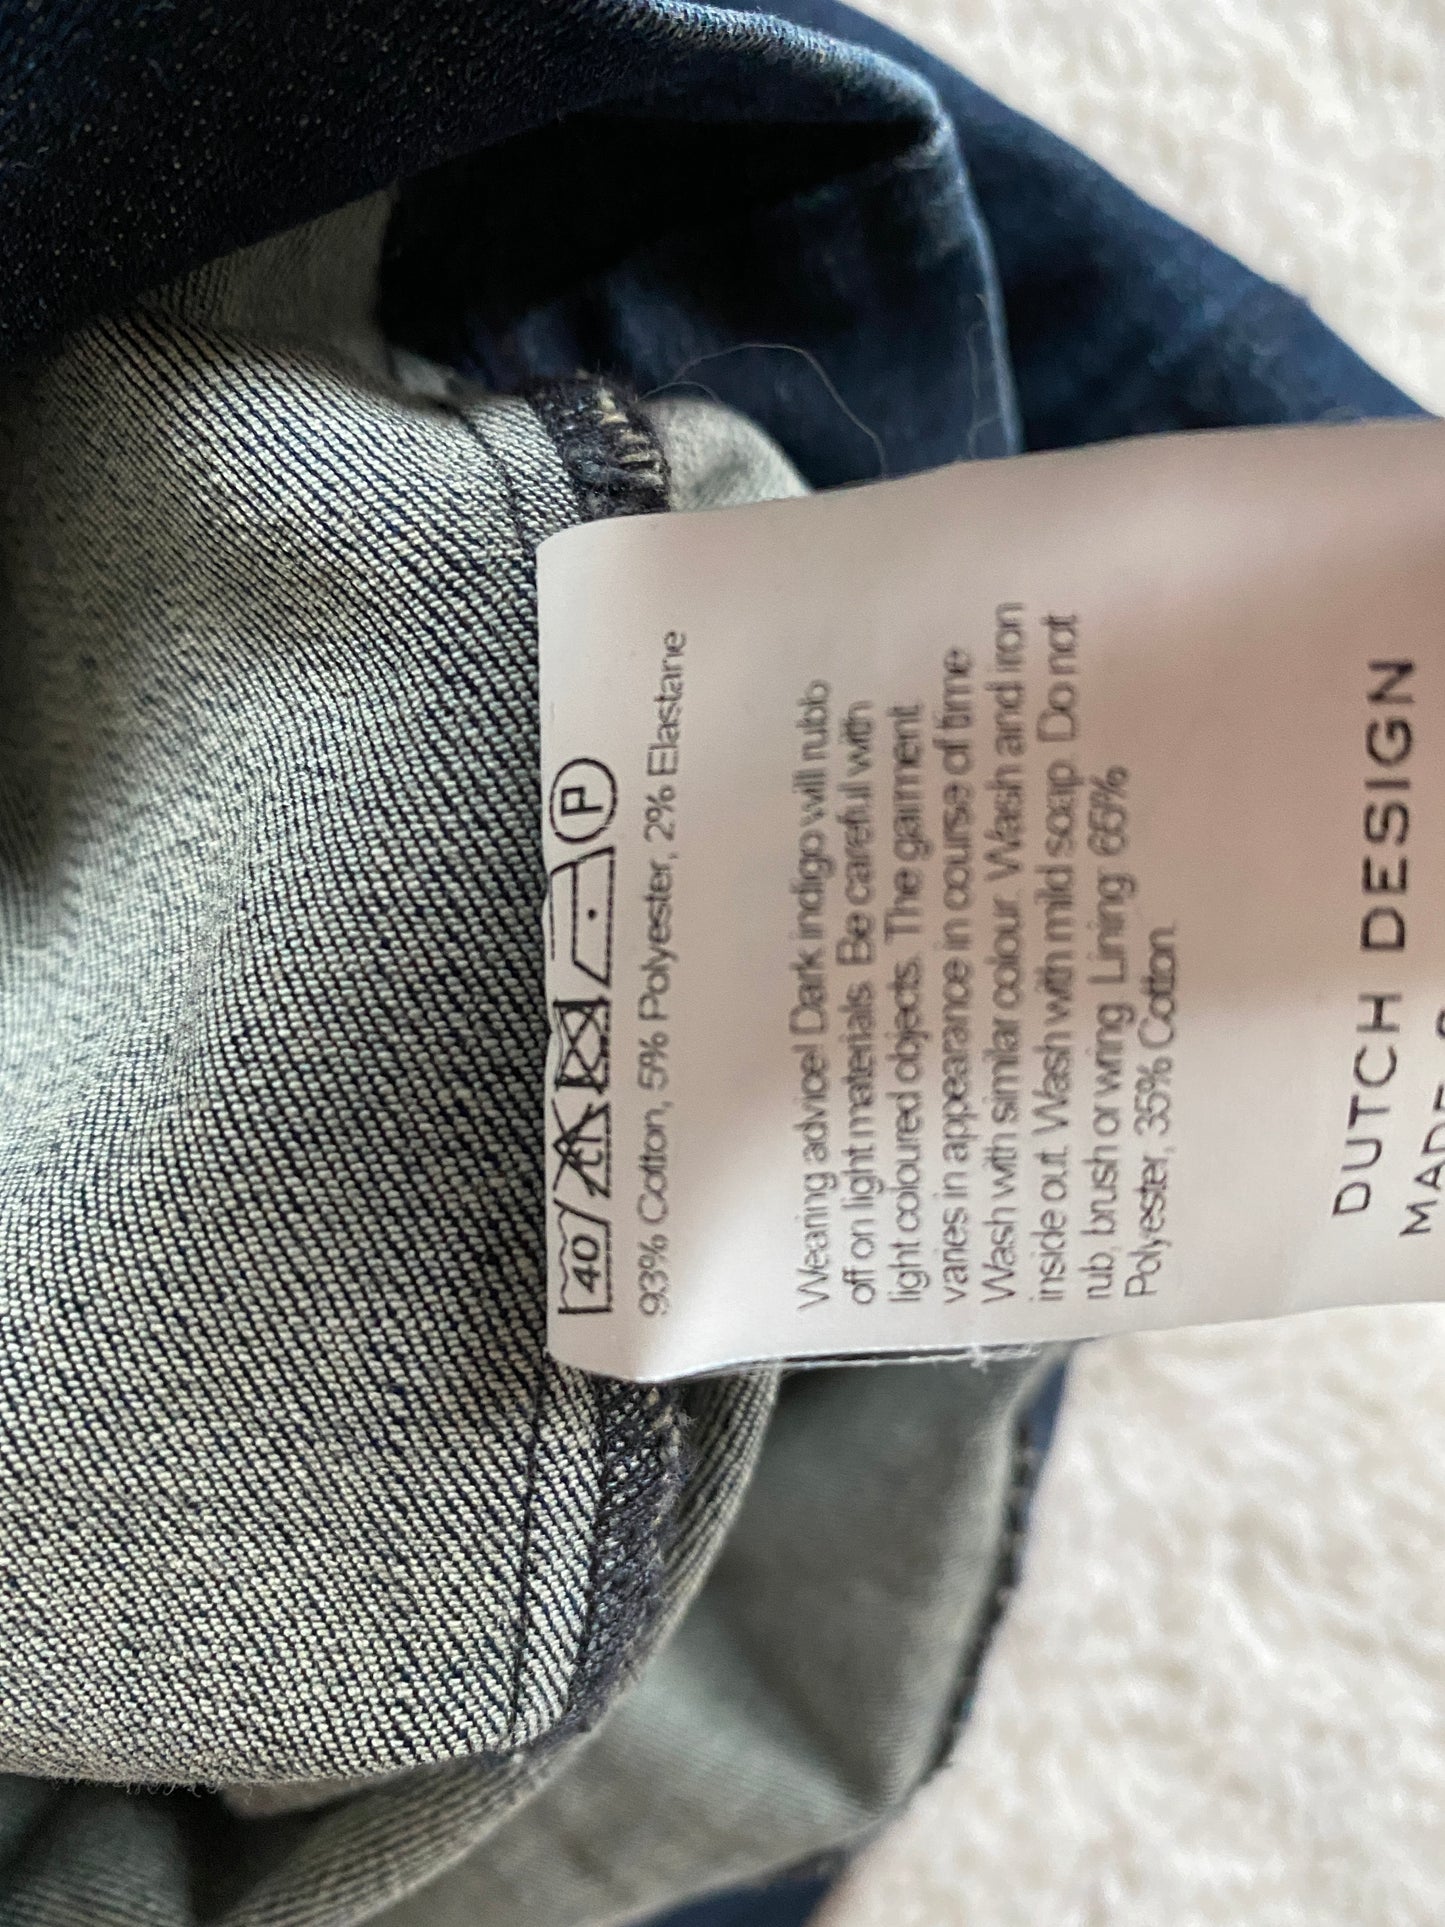 40 CL P
93% Cotton, 5% Polyester, 2% Elastane
Wearing advice! Dark indigo will rubb
off on light materials. Be carefull with
light coloured objects. The garment
varies in appearance in course of time
Wash with similar colour. Wash and iron
inside out. Wash with mild soap. Do not
rub, brush or wring. Lining: 65%
Polyester, 35% Cotton.
DUTCH DESIGN
MADE